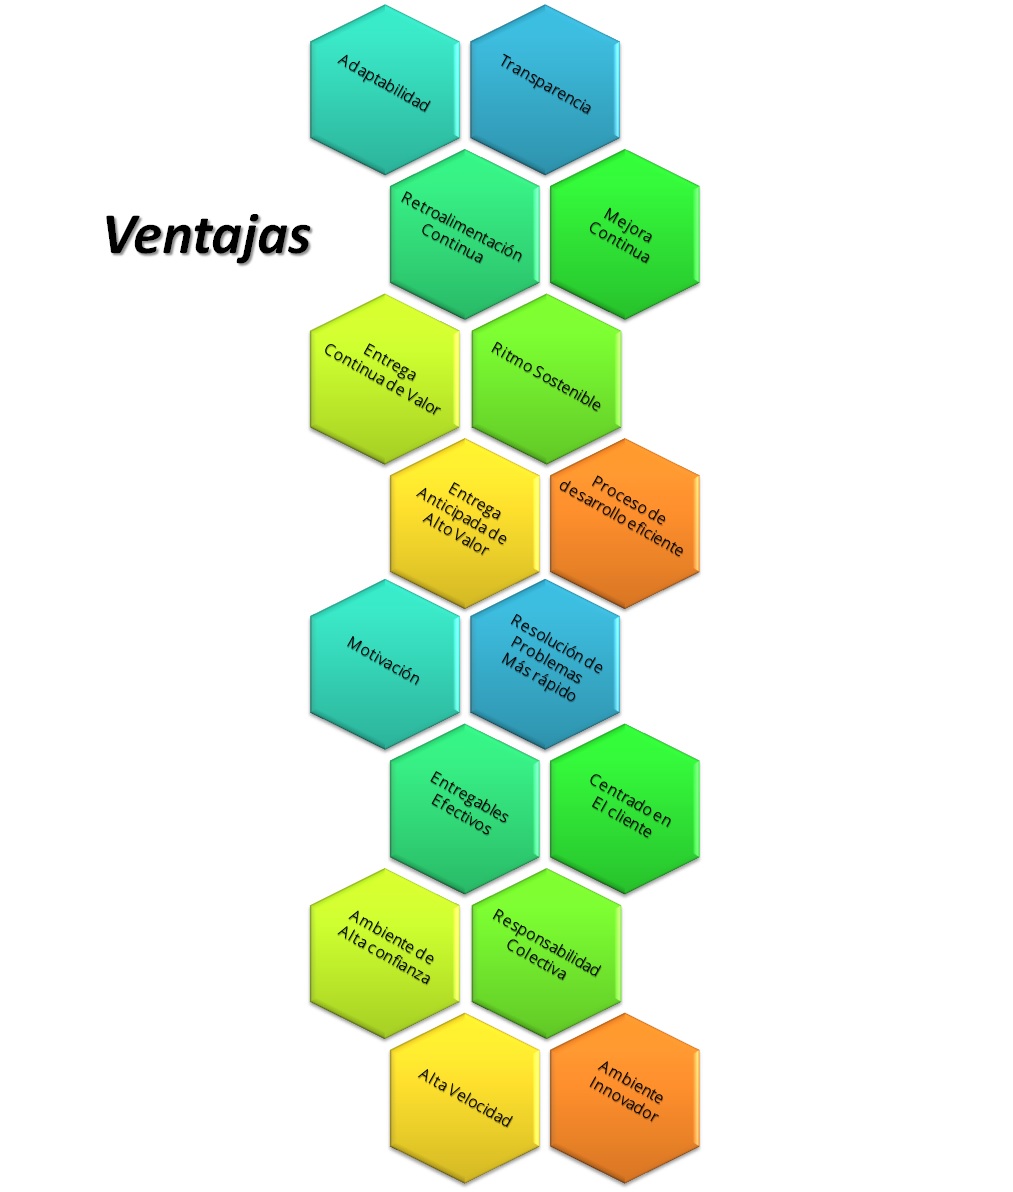 Adaptabilidad
Transparencia
Ventajas
Retroalimentación
Continua
Mejora
Continua
Entrega
Continua de Valor
Ritmo Sostenible
Entrega
Anticipada de
Alto Valor
Proceso de
desarrollo eficiente
Motivación
Resolución de
Problemas
Más rápido
Entregables
Efectivos
Centrado en
El cliente
Ambiente de
Alta confianza
Responsabilidad
Colectiva
Alta Velocidad
Ambiente
Innovador